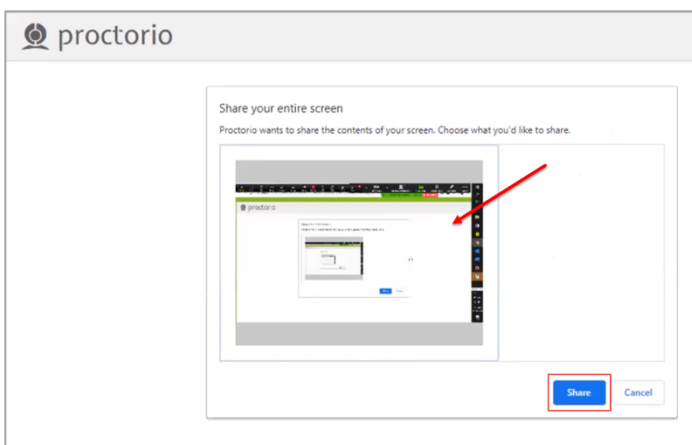 proctorio
Share your entire screen
Proctorio wants to share the contents of your screen. Choose what you'd like to share.
proctorio
Share
Cancel